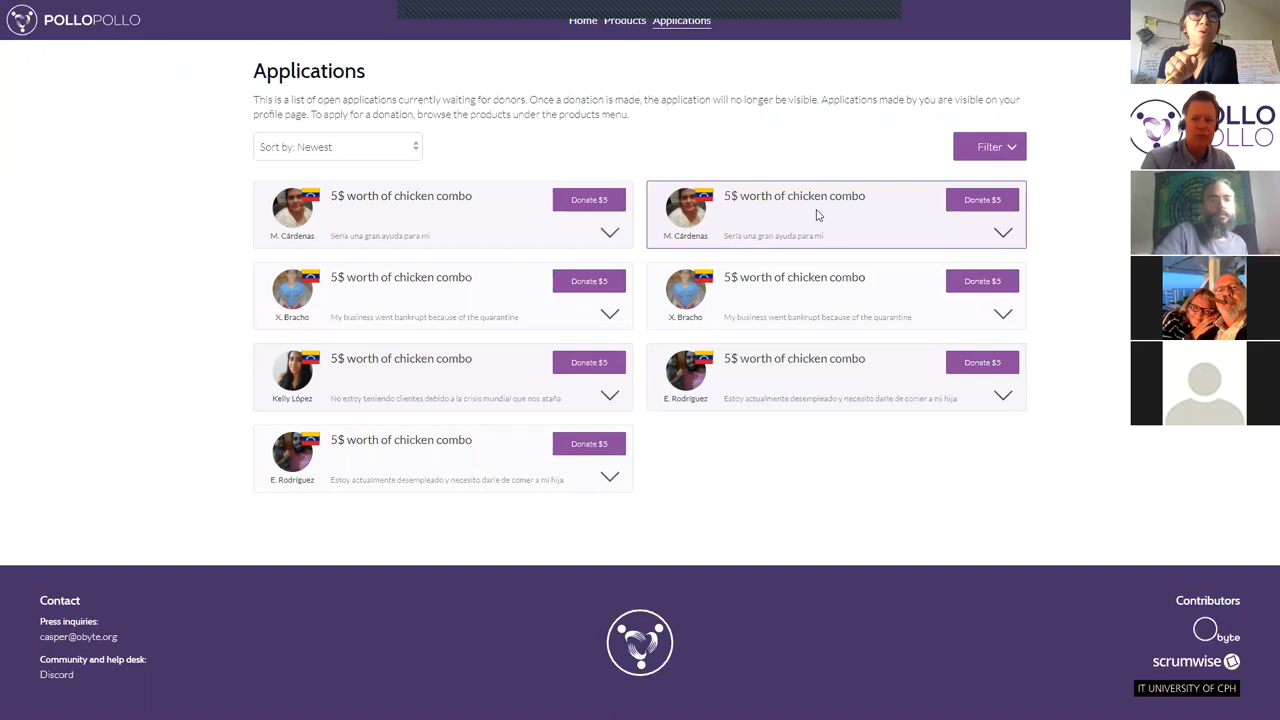 POLLOPOLLO
Home Products Applications
Applications
This is a list of open applications currently waiting for donors. Once a donation is made, the application will no longer be visible. Applications made by you are visible on your
profile page. To apply for a donation, browse the products under the products menu.
Sort by: Newest
Filter
5$ worth of chicken combo
Donate $5
M. Cárdenas
Sería una gran ayuda para mi
5$ worth of chicken combo
Donate $5
M. Cárdenas
Sería una gran ayuda para mi
5$ worth of chicken combo
Donate $5
X. Bracho
My business went bankrupt because of the quarantine
5$ worth of chicken combo
Donate $5
X. Bracho
My business went bankrupt because of the quarantine
5$ worth of chicken combo
Donate $5
Kelly López
No estoy teniendo clientes debido a la crisis mundial que nos ataña
5$ worth of chicken combo
Donate $5
E. Rodríguez
Estoy actualmente desempleado y necesito darle de comer a mi hija
5$ worth of chicken combo
Donate $5
E. Rodríguez
Estoy actualmente desempleado y necesito darle de comer a mi hija
Contact
Press inquiries:
casper@obyte.org
Community and help desk:
Discord
Contributors
Obyte
scrumwise
IT UNIVERSITY OF CPH